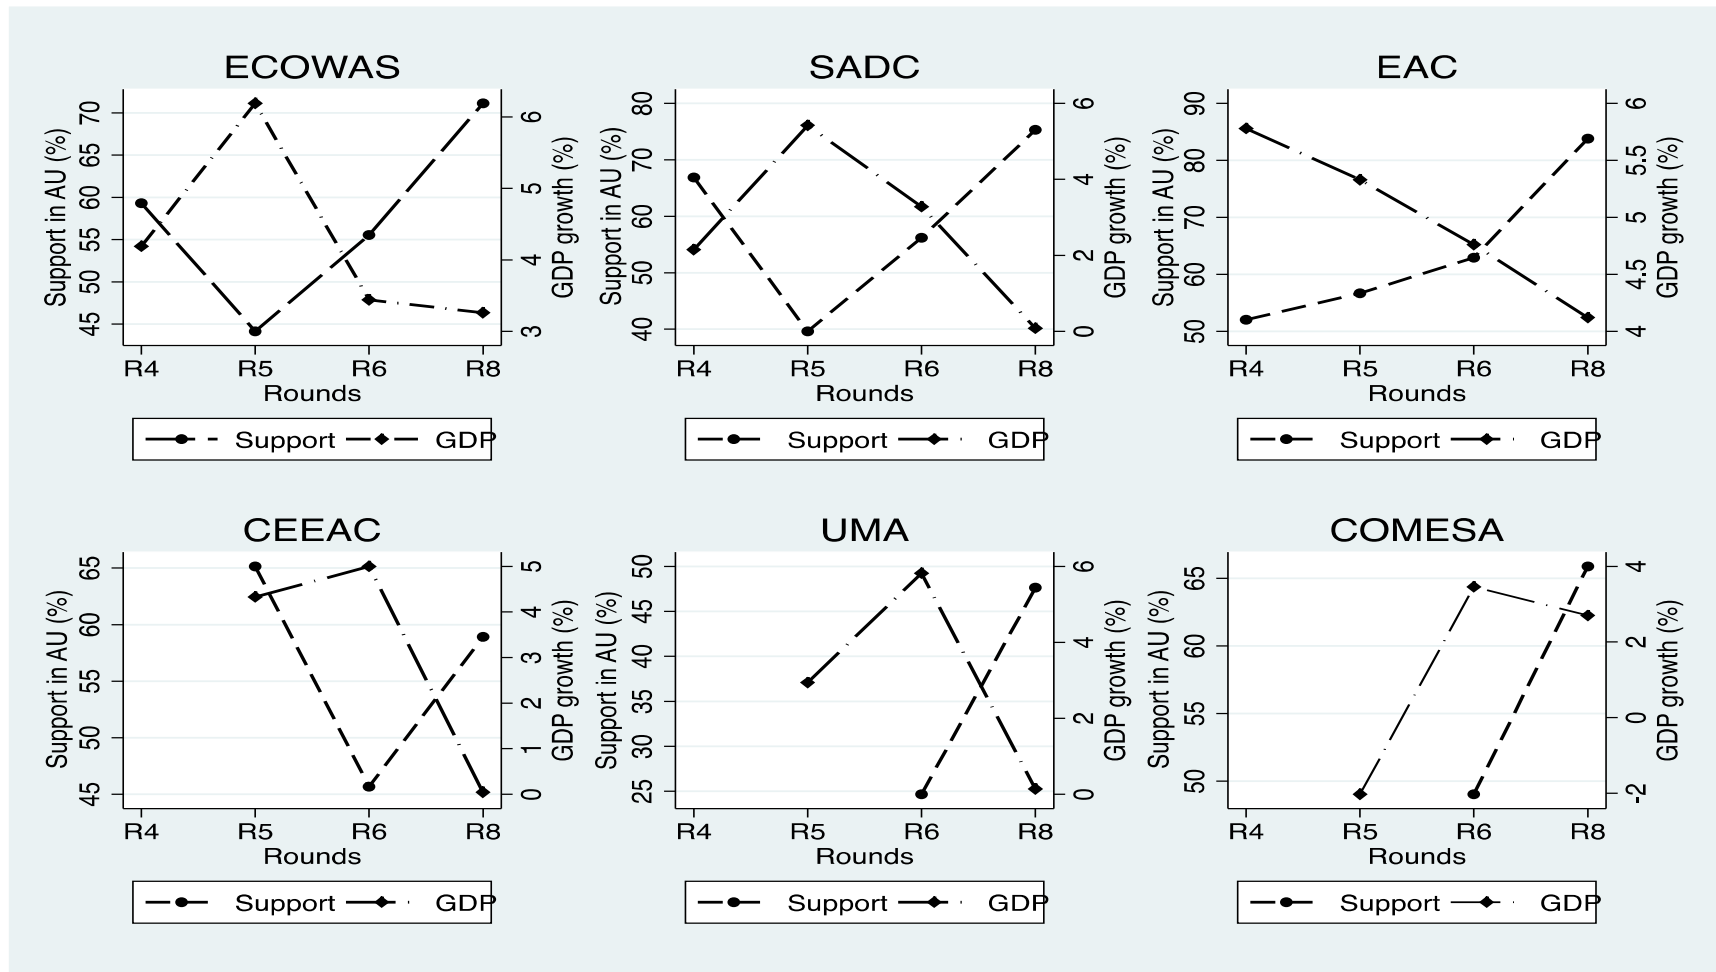 ECOWAS
Support in AU (%)
70
65
60
55
50
45
6
5
4
3
GDP growth (%)
R4 R5 R6 R8
Rounds
Support GDP
SADC
Support in AU (%)
80
70
60
50
40
6
4
2
0
GDP growth (%)
R4 R5 R6 R8
Rounds
Support GDP
EAC
Support in AU (%)
90
80
70
60
50
6
5.5
5
4.5
4
GDP growth (%)
R4 R5 R6 R8
Rounds
Support GDP
CEEAC
Support in AU (%)
65
60
55
50
45
5
4
3
2
1
0
GDP growth (%)
R4 R5 R6 R8
Rounds
Support GDP
UMA
Support in AU (%)
50
45
40
35
30
25
6
4
2
0
GDP growth (%)
R4 R5 R6 R8
Rounds
Support GDP
COMESA
Support in AU (%)
65
60
55
50
4
2
0
-2
GDP growth (%)
R4 R5 R6 R8
Rounds
Support GDP